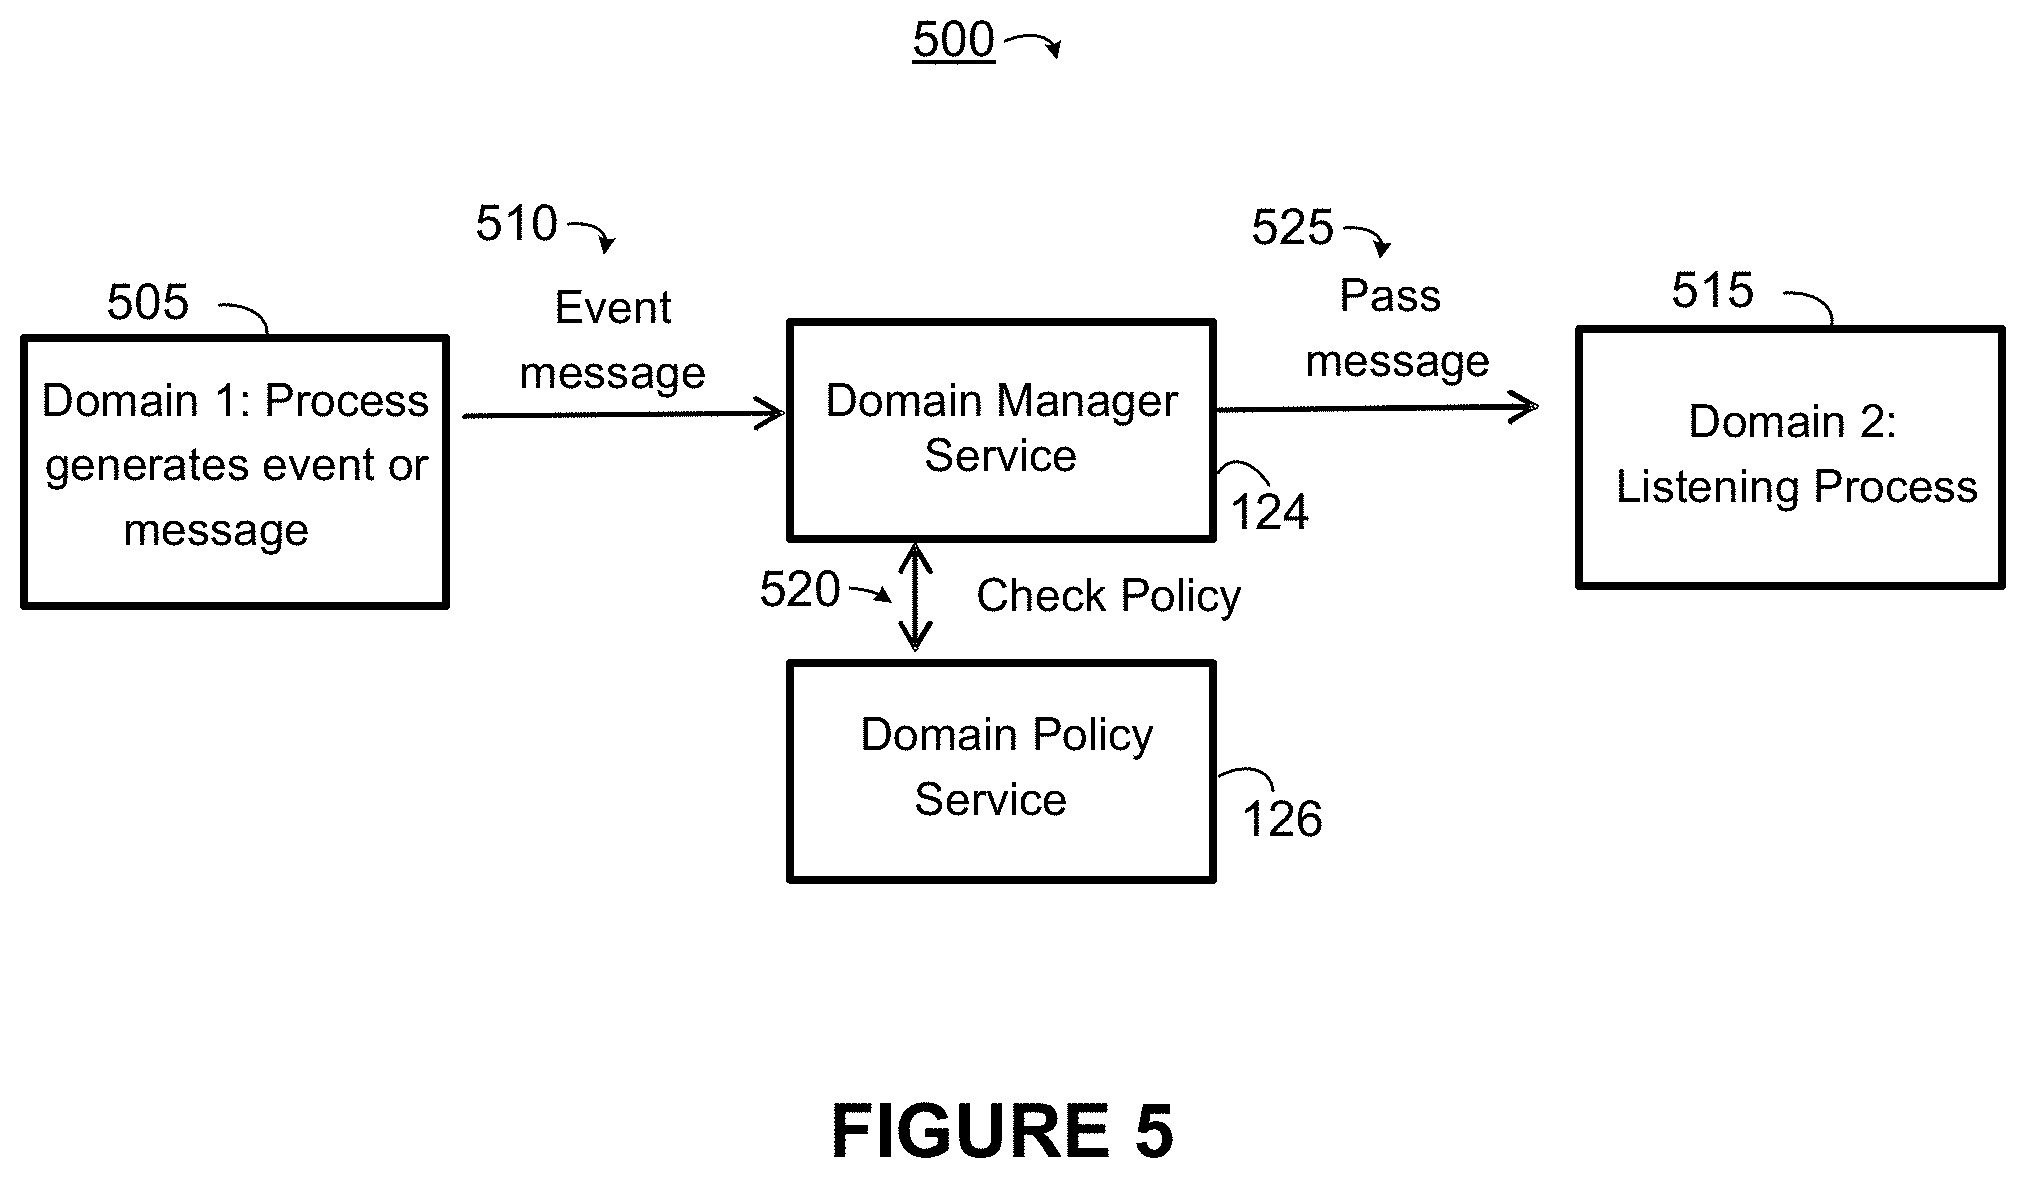 500
510
Event
message
525
Pass
message
505
Domain 1: Process
generates event or
message
Domain Manager
Service
124
515
Domain 2:
Listening Process
520
Check Policy
Domain Policy
Service
126
FIGURE 5